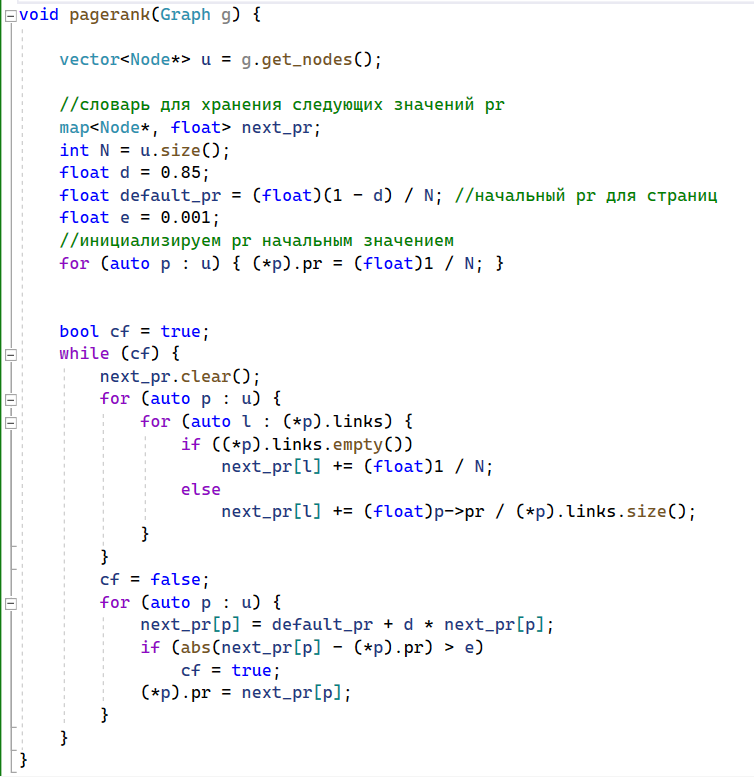 void pagerank(Graph g) {
vector<Node*> u = g.get_nodes();
//словарь для хранения следующих значений pr
map<Node*, float> next_pr;
int N = u.size();
float d = 0.85;
float default_pr = (float)(1 - d) / N; //начальный pr для страниц
float e = 0.001;
//инициализируем pr начальным значением
for (auto p : u) { (*p).pr = (float)1 / N; }
bool cf = true;
while (cf) {
next_pr.clear();
for (auto p : u) {
for (auto l : (*p).links) {
if ((*p).links.empty())
next_pr[l] += (float)1 / N;
else
next_pr[l] += (float)p->pr / (*p).links.size();
}
}
cf = false;
for (auto p : u) {
next_pr[p] = default_pr + d * next_pr[p];
if (abs(next_pr[p] - (*p).pr) > e)
cf = true;
(*p).pr = next_pr[p];
}
}
}